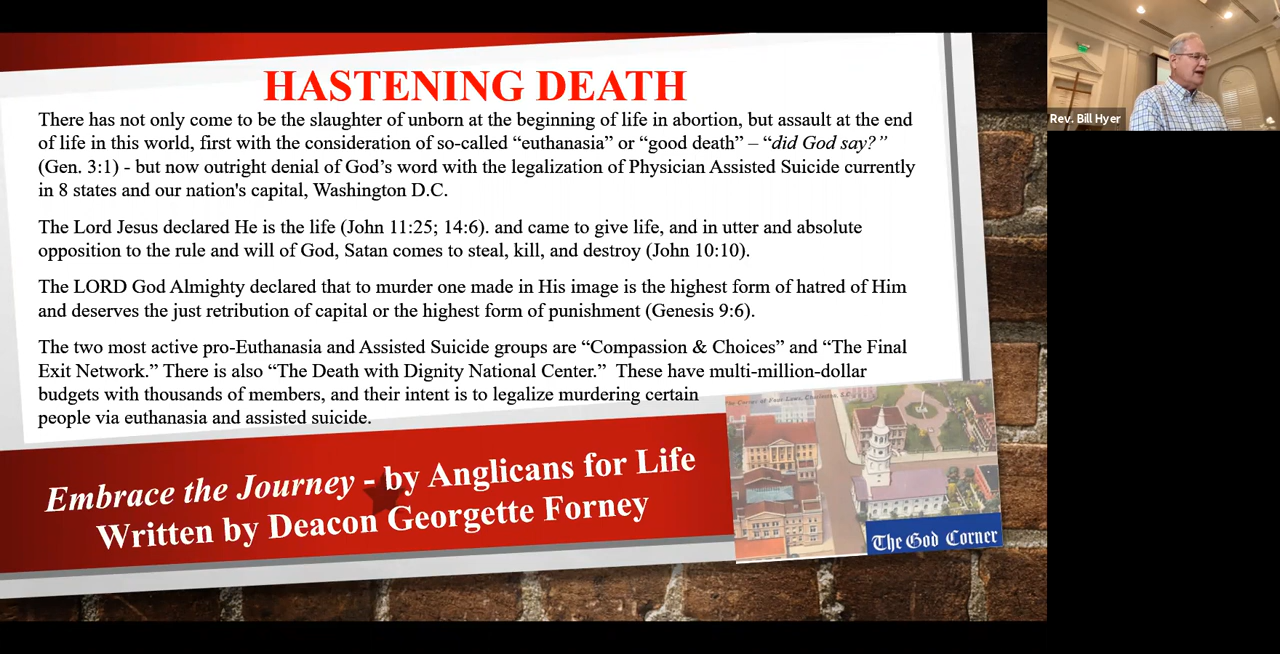 HASTENING DEATH
There has not only come to be the slaughter of unborn at the beginning of life in abortion, but assault at the end
of life in this world, first with the consideration of so-called “euthanasia” or “good death” – “did God say?”
(Gen. 3:1) - but now outright denial of God’s word with the legalization of Physician Assisted Suicide currently
in 8 states and our nation's capital, Washington D.C.
The Lord Jesus declared He is the life (John 11:25; 14:6). and came to give life, and in utter and absolute
opposition to the rule and will of God, Satan comes to steal, kill, and destroy (John 10:10).
The LORD God Almighty declared that to murder one made in His image is the highest form of hatred of Him
and deserves the just retribution of capital or the highest form of punishment (Genesis 9:6).
The two most active pro-Euthanasia and Assisted Suicide groups are “Compassion & Choices” and “The Final
Exit Network.” There is also “The Death with Dignity National Center.”  These have multi-million-dollar
budgets with thousands of members, and their intent is to legalize murdering certain
people via euthanasia and assisted suicide.
Embrace the Journey - by Anglicans for Life
Written by Deacon Georgette Forney
The Corner of Four Laws, Charleston, S.C.
The God Corner
Rev. Bill Hyer